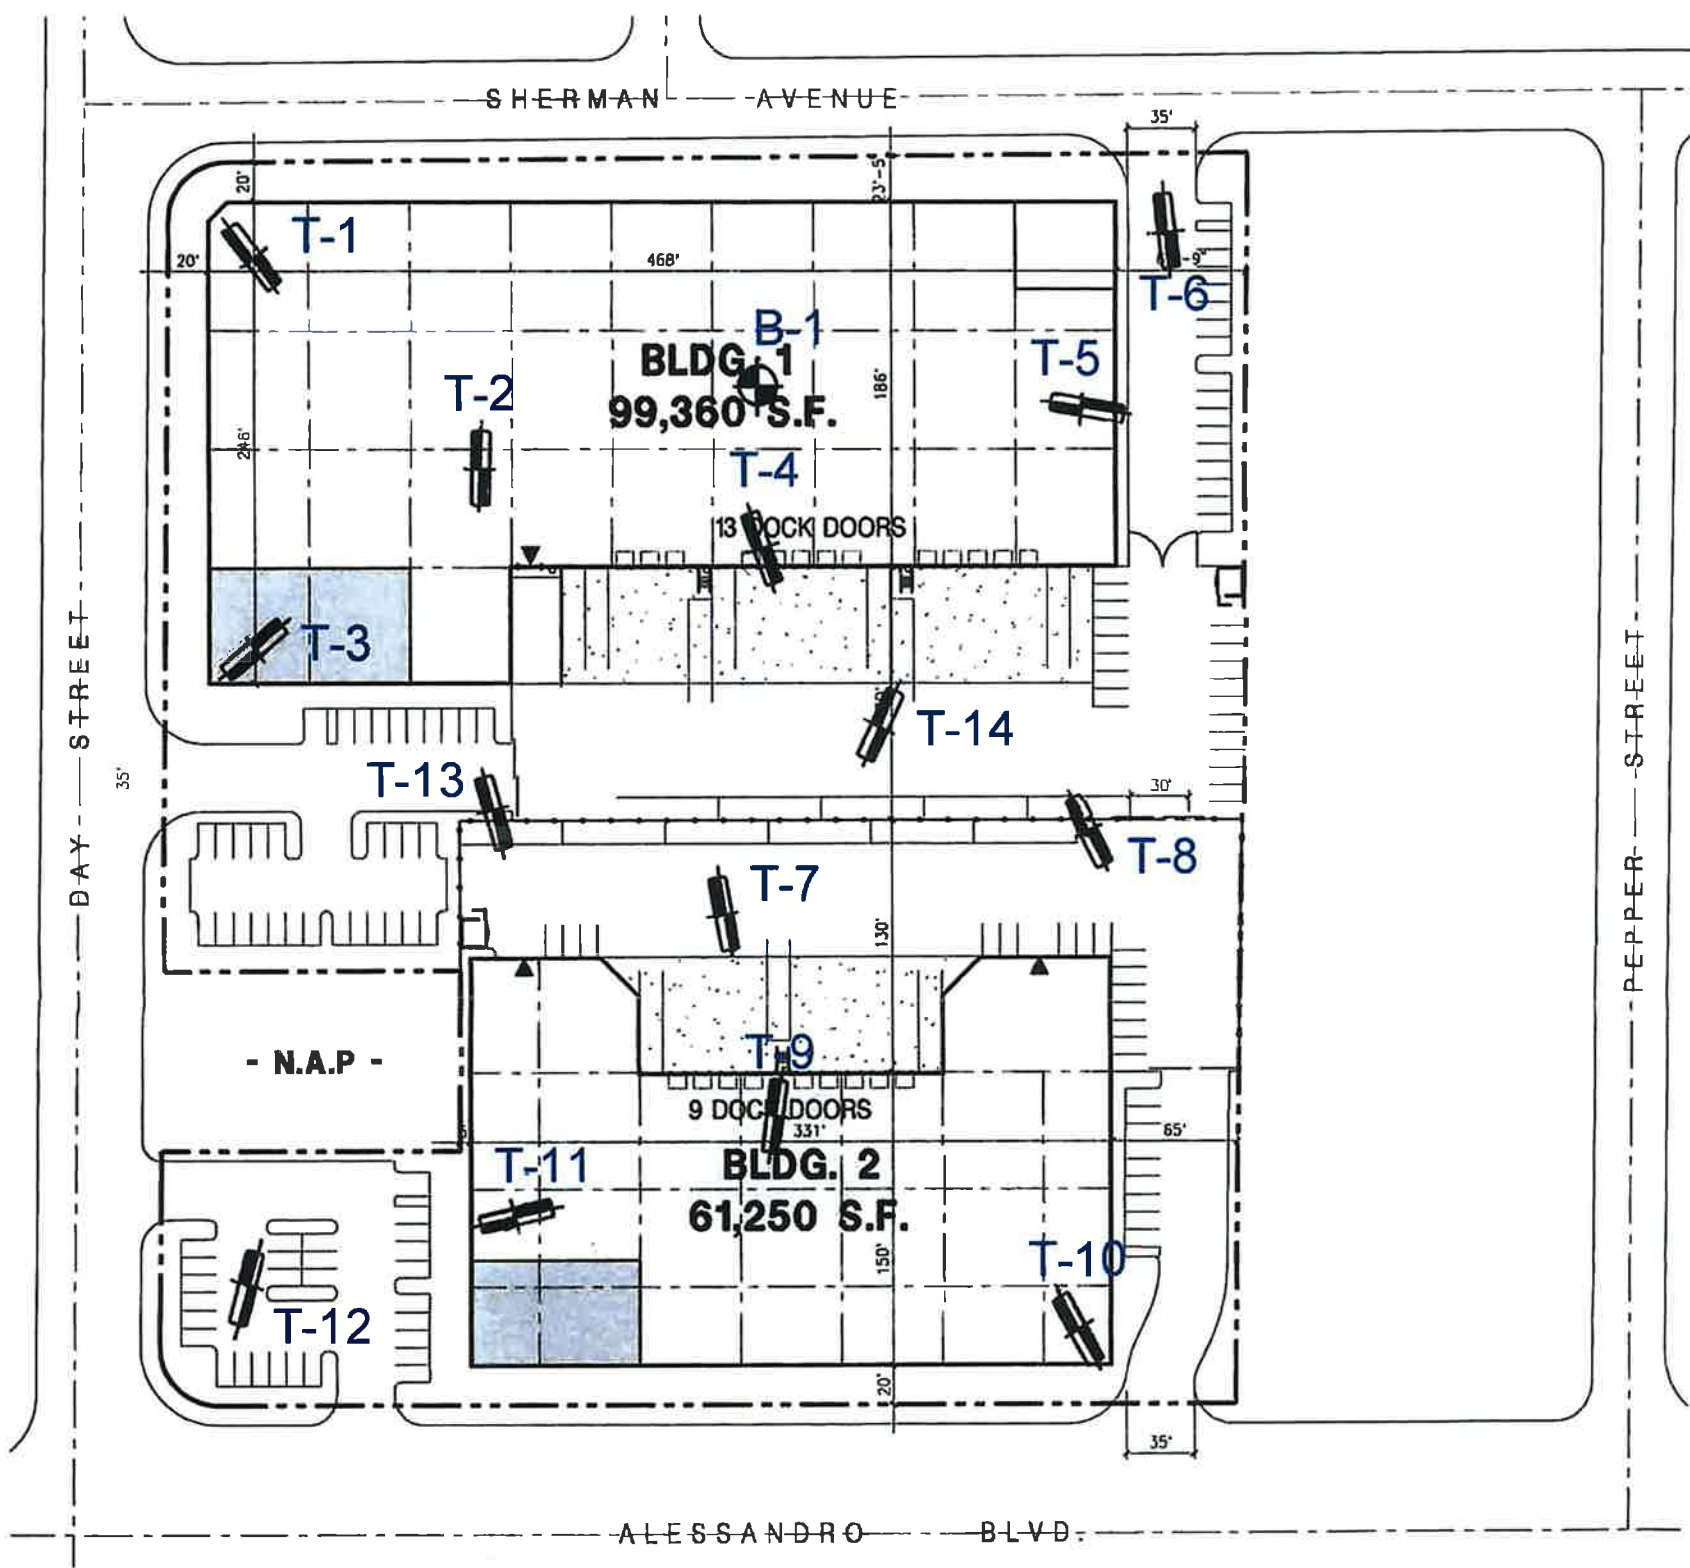 SHERMAN AVENUE
35'
20'
23'-5"
T-1
20'
468'
-9"
T-6
B-1
BLDG. 1
99,360 S.F.
T-5
186'
T-2
246'
T-4
13 DOCK DOORS
T-3
DAY STREET
PEPPER STREET
T-14
T-13
35'
30'
T-8
T-7
130'
- N.A.P -
T-9
9 DOCK DOORS
331'
65'
T-11
BLDG. 2
61,250 S.F.
150'
T-10
T-12
20'
35'
ALESSANDRO BLVD.